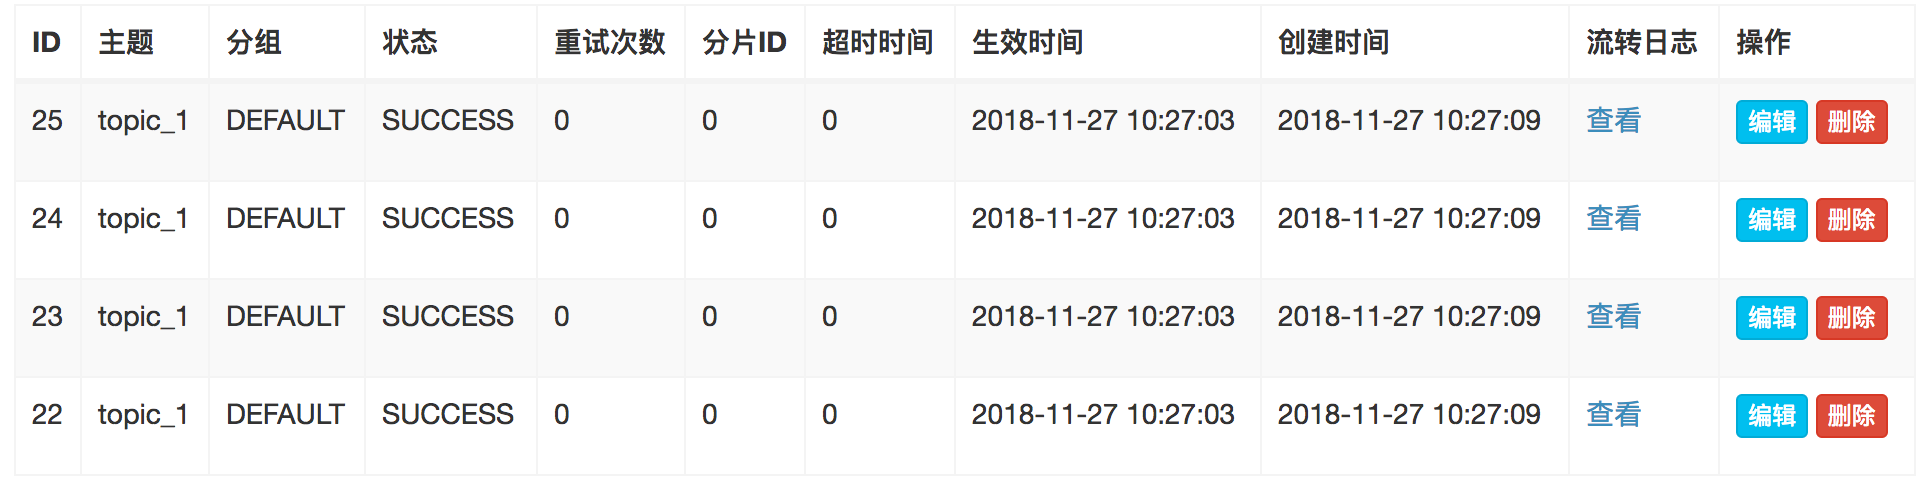 ID 主题 分组 状态 重试次数 分片ID 超时时间 生效时间 创建时间 流转日志 操作
25 topic_1 DEFAULT SUCCESS 0 0 0 2018-11-27 10:27:03 2018-11-27 10:27:09 查看 编辑 删除
24 topic_1 DEFAULT SUCCESS 0 0 0 2018-11-27 10:27:03 2018-11-27 10:27:09 查看 编辑 删除
23 topic_1 DEFAULT SUCCESS 0 0 0 2018-11-27 10:27:03 2018-11-27 10:27:09 查看 编辑 删除
22 topic_1 DEFAULT SUCCESS 0 0 0 2018-11-27 10:27:03 2018-11-27 10:27:09 查看 编辑 删除